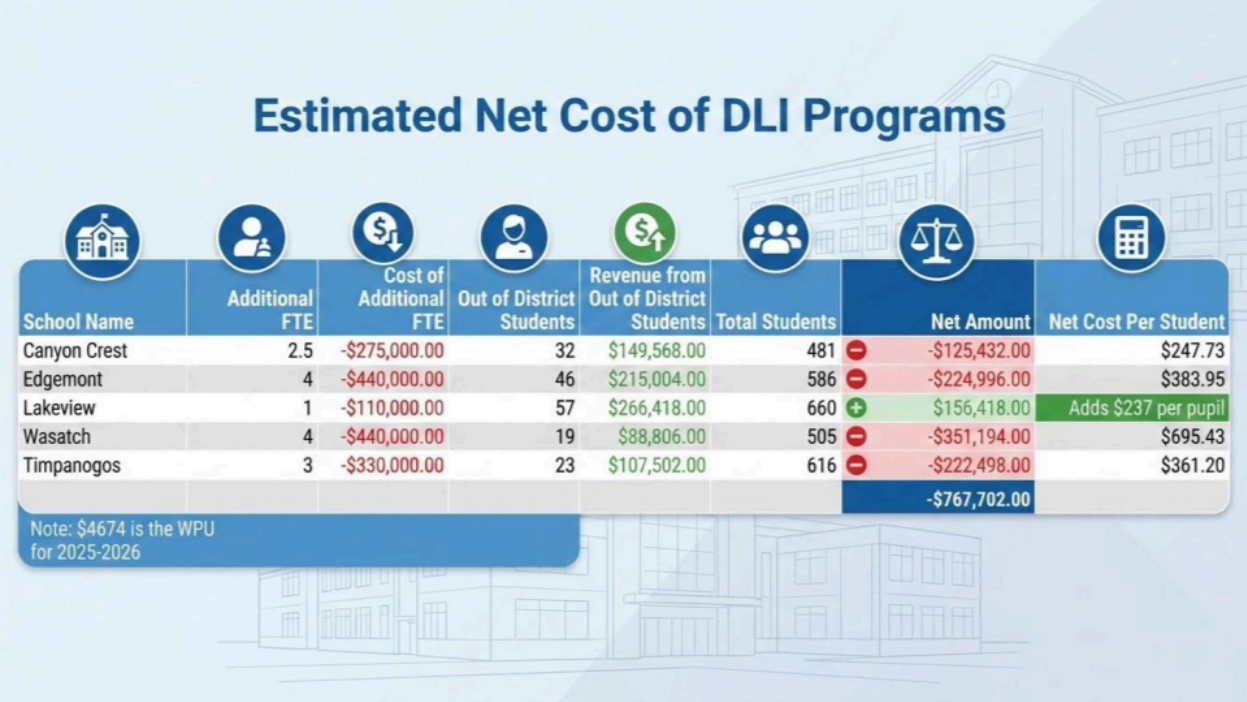 Estimated Net Cost of DLI Programs
School Name | Additional FTE | Cost of Additional FTE | Out of District Students | Revenue from Out of District Students | Total Students | Net Amount | Net Cost Per Student
Canyon Crest | 2.5 | -$275,000.00 | 32 | $149,568.00 | 481 | -$125,432.00 | $247.73
Edgemont | 4 | -$440,000.00 | 46 | $215,004.00 | 586 | -$224,996.00 | $383.95
Lakeview | 1 | -$110,000.00 | 57 | $266,418.00 | 660 | $156,418.00 | Adds $237 per pupil
Wasatch | 4 | -$440,000.00 | 19 | $88,806.00 | 505 | -$351,194.00 | $695.43
Timpanogos | 3 | -$330,000.00 | 23 | $107,502.00 | 616 | -$222,498.00 | $361.20
-$767,702.00
Note: $4674 is the WPU
for 2025-2026